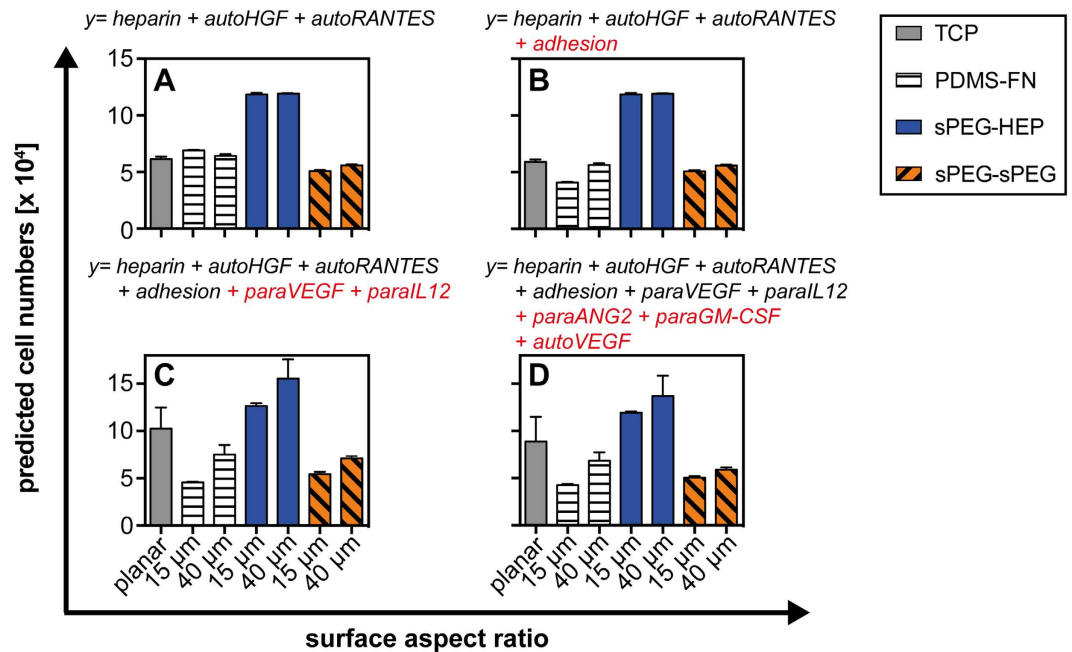 y= heparin + autoHGF + autoRANTES
y= heparin + autoHGF + autoRANTES
+ adhesion
TCP
PDMS-FN
sPEG-HEP
sPEG-sPEG
predicted cell numbers [x 10⁴]
15
10
5
0
A
B
y= heparin + autoHGF + autoRANTES
+ adhesion + paraVEGF + paraIL12
y= heparin + autoHGF + autoRANTES
+ adhesion + paraVEGF + paraIL12
+ paraANG2 + paraGM-CSF
+ autoVEGF
15
10
5
0
C
D
planar
15 µm
40 µm
15 µm
40 µm
15 µm
40 µm
planar
15 µm
40 µm
15 µm
40 µm
15 µm
40 µm
surface aspect ratio